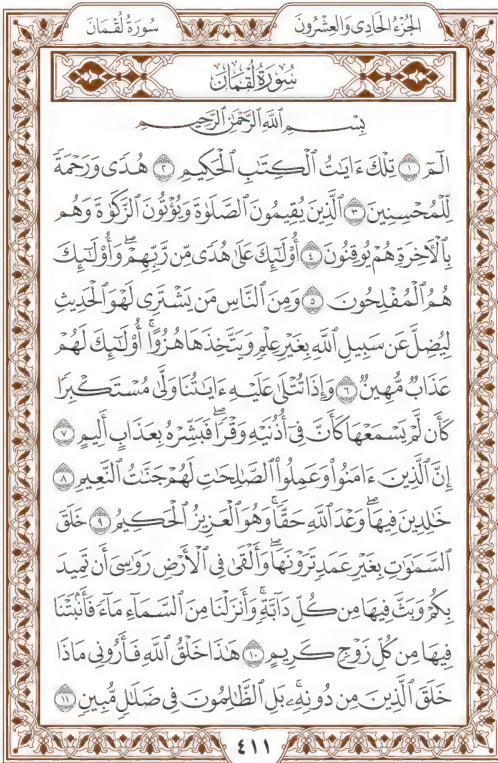 الجُزْءُ الحَادِى وَالعِشْرُونَ
سُورَةُ لُقْمَانَ
سُورَةُ لُقۡمَانَ
بِسۡمِ ٱللَّهِ ٱلرَّحۡمَٰنِ ٱلرَّحِيمِ
الٓمٓ ١ تِلۡكَ ءَايَٰتُ ٱلۡكِتَٰبِ ٱلۡحَكِيمِ ٢ هُدٗى وَرَحۡمَةٗ
لِّلۡمُحۡسِنِينَ ٣ ٱلَّذِينَ يُقِيمُونَ ٱلصَّلَوٰةَ وَيُؤۡتُونَ ٱلزَّكَوٰةَ وَهُم
بِٱلۡأٓخِرَةِ هُمۡ يُوقِنُونَ ٤ أُوْلَٰٓئِكَ عَلَىٰ هُدٗى مِّن رَّبِّهِمۡۖ وَأُوْلَٰٓئِكَ
هُمُ ٱلۡمُفۡلِحُونَ ٥ وَمِنَ ٱلنَّاسِ مَن يَشۡتَرِي لَهۡوَ ٱلۡحَدِيثِ
لِيُضِلَّ عَن سَبِيلِ ٱللَّهِ بِغَيۡرِ عِلۡمٖ وَيَتَّخِذَهَا هُزُوًاۚ أُوْلَٰٓئِكَ لَهُمۡ
عَذَابٞ مُّهِينٞ ٦ وَإِذَا تُتۡلَىٰ عَلَيۡهِ ءَايَٰتُنَا وَلَّىٰ مُسۡتَكۡبِرٗا
كَأَن لَّمۡ يَسۡمَعۡهَا كَأَنَّ فِيٓ أُذُنَيۡهِ وَقۡرٗاۖ فَبَشِّرۡهُ بِعَذَابٍ أَلِيمٍ ٧
إِنَّ ٱلَّذِينَ ءَامَنُواْ وَعَمِلُواْ ٱلصَّٰلِحَٰتِ لَهُمۡ جَنَّٰتُ ٱلنَّعِيمِ ٨
خَٰلِدِينَ فِيهَاۖ وَعۡدَ ٱللَّهِ حَقّٗاۚ وَهُوَ ٱلۡعَزِيزُ ٱلۡحَكِيمُ ٩ خَلَقَ
ٱلسَّمَٰوَٰتِ بِغَيۡرِ عَمَدٖ تَرَوۡنَهَاۖ وَأَلۡقَىٰ فِي ٱلۡأَرۡضِ رَوَٰسِيَ أَن تَمِيدَ
بِكُمۡ وَبَثَّ فِيهَا مِن كُلِّ دَآبَّةٖۚ وَأَنزَلۡنَا مِنَ ٱلسَّمَآءِ مَآءٗ فَأَنۢبَتۡنَا
فِيهَا مِن كُلِّ زَوۡجٖ كَرِيمٍ ١٠ هَٰذَا خَلۡقُ ٱللَّهِ فَأَرُونِي مَاذَا
خَلَقَ ٱلَّذِينَ مِن دُونِهِۦۚ بَلِ ٱلظَّٰلِمُونَ فِي ضَلَٰلٖ مُّبِينٖ ١١
٤١١